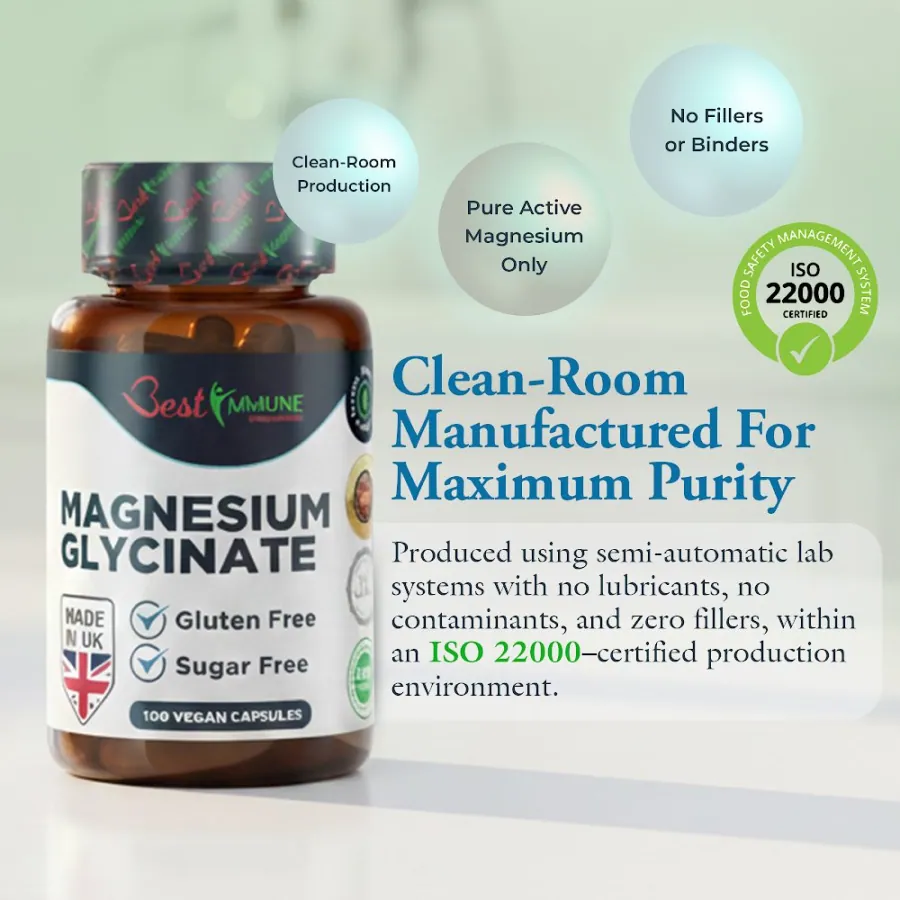 Clean-Room
Production
Pure Active
Magnesium
Only
No Fillers
or Binders
FOOD SAFETY MANAGEMENT SYSTEM
ISO
22000
CERTIFIED
Clean-Room
Manufactured For
Maximum Purity
Produced using semi-automatic lab
systems with no lubricants, no
contaminants, and zero fillers, within
an ISO 22000–certified production
environment.
Best IMMUNE
MAGNESIUM
GLYCINATE
MADE
IN UK
Gluten Free
Sugar Free
100 VEGAN CAPSULES